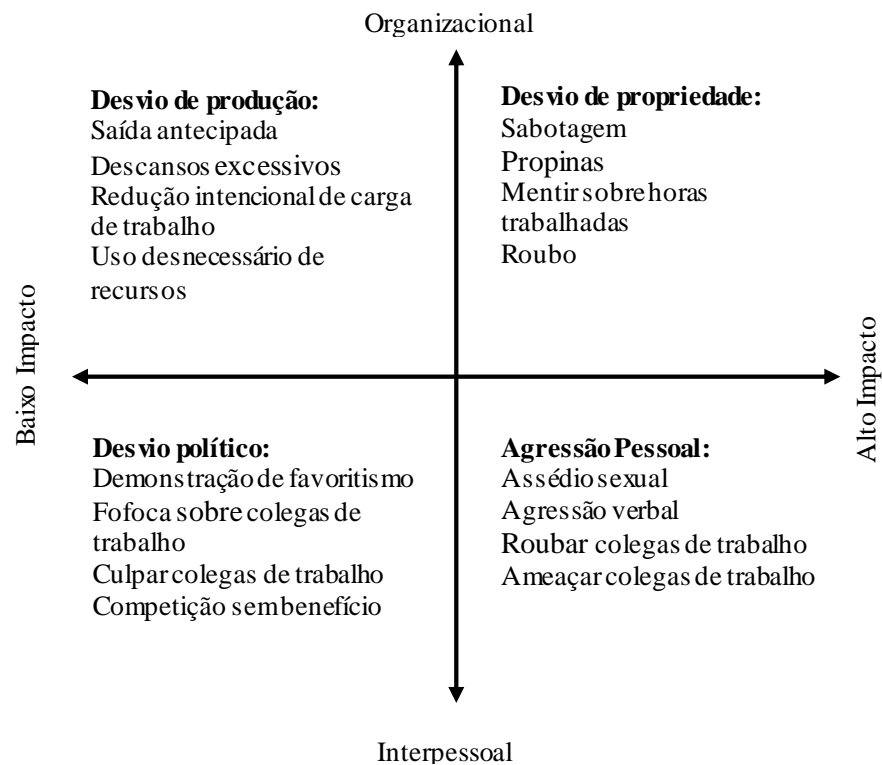 Organizacional
Desvio de produção:
Saída antecipada
Descansos excessivos
Redução intencional de carga
de trabalho
Uso desnecessário de
recursos
Desvio de propriedade:
Sabotagem
Propinas
Mentir sobre horas
trabalhadas
Roubo
Baixo Impacto
Alto Impacto
Desvio político:
Demonstração de favoritismo
Fofoca sobre colegas de
trabalho
Culpar colegas de trabalho
Competição sem benefício
Agressão Pessoal:
Assédio sexual
Agressão verbal
Roubar colegas de trabalho
Ameaçar colegas de trabalho
Interpessoal